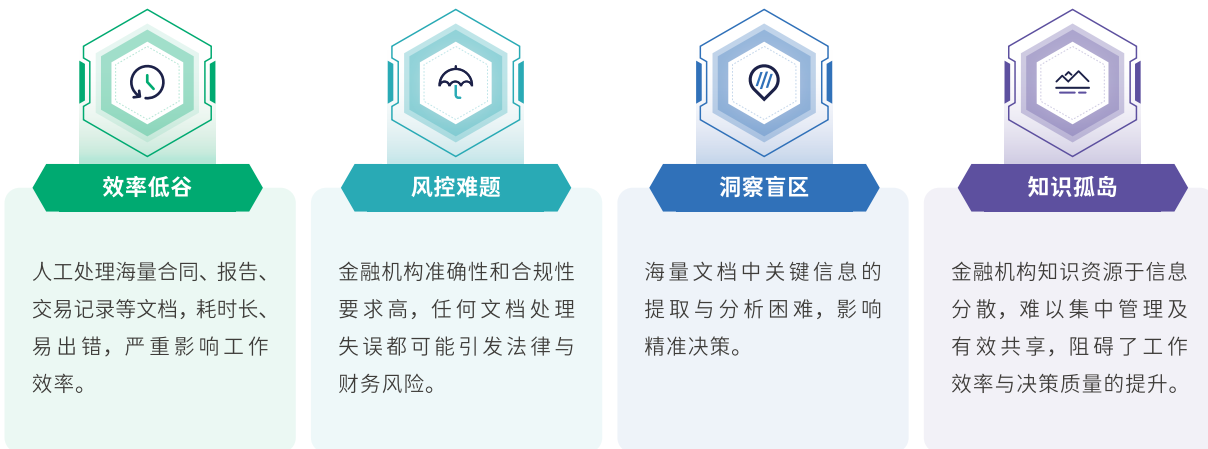 效率低谷
人工处理海量合同、报告、
交易记录等文档，耗时长、
易出错，严重影响工作
效率。
风控难题
金融机构准确性和合规性
要求高，任何文档处理
失误都可能引发法律与
财务风险。
洞察盲区
海量文档中关键信息的
提取与分析困难，影响
精准决策。
知识孤岛
金融机构知识资源于信息
分散，难以集中管理及
有效共享，阻碍了工作
效率与决策质量的提升。